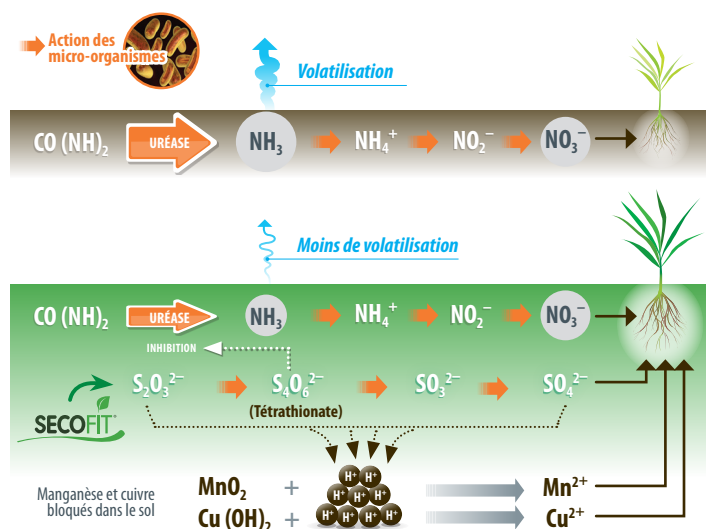 Action des
micro-organismes
Volatilisation
CO (NH)₂ URÉASE NH₃ NH₄⁺ NO₂⁻ NO₃⁻
Moins de volatilisation
CO (NH)₂ URÉASE NH₃ NH₄⁺ NO₂⁻ NO₃⁻
INHIBITION
S₂O₃²⁻ S₄O₆²⁻ SO₃²⁻ SO₄²⁻
(Tétrathionate)
SECOFIT®
H⁺
H⁺ H⁺
H⁺ H⁺ H⁺
H⁺ H⁺ H⁺ H⁺
Manganèse et cuivre
bloqués dans le sol
MnO₂ + Mn²⁺
Cu (OH)₂ + Cu²⁺